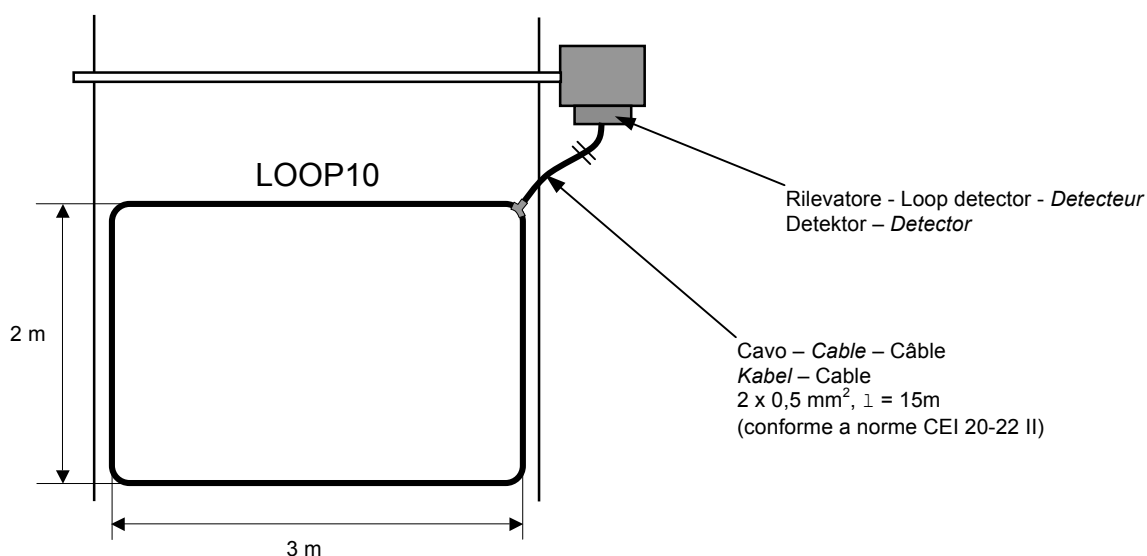 LOOP10
Rilevatore - Loop detector - Detecteur
Detektor – Detector
2 m
Cavo – Cable – Câble
Kabel – Cable
2 x 0,5 mm², l = 15m
(conforme a norme CEI 20-22 II)
3 m